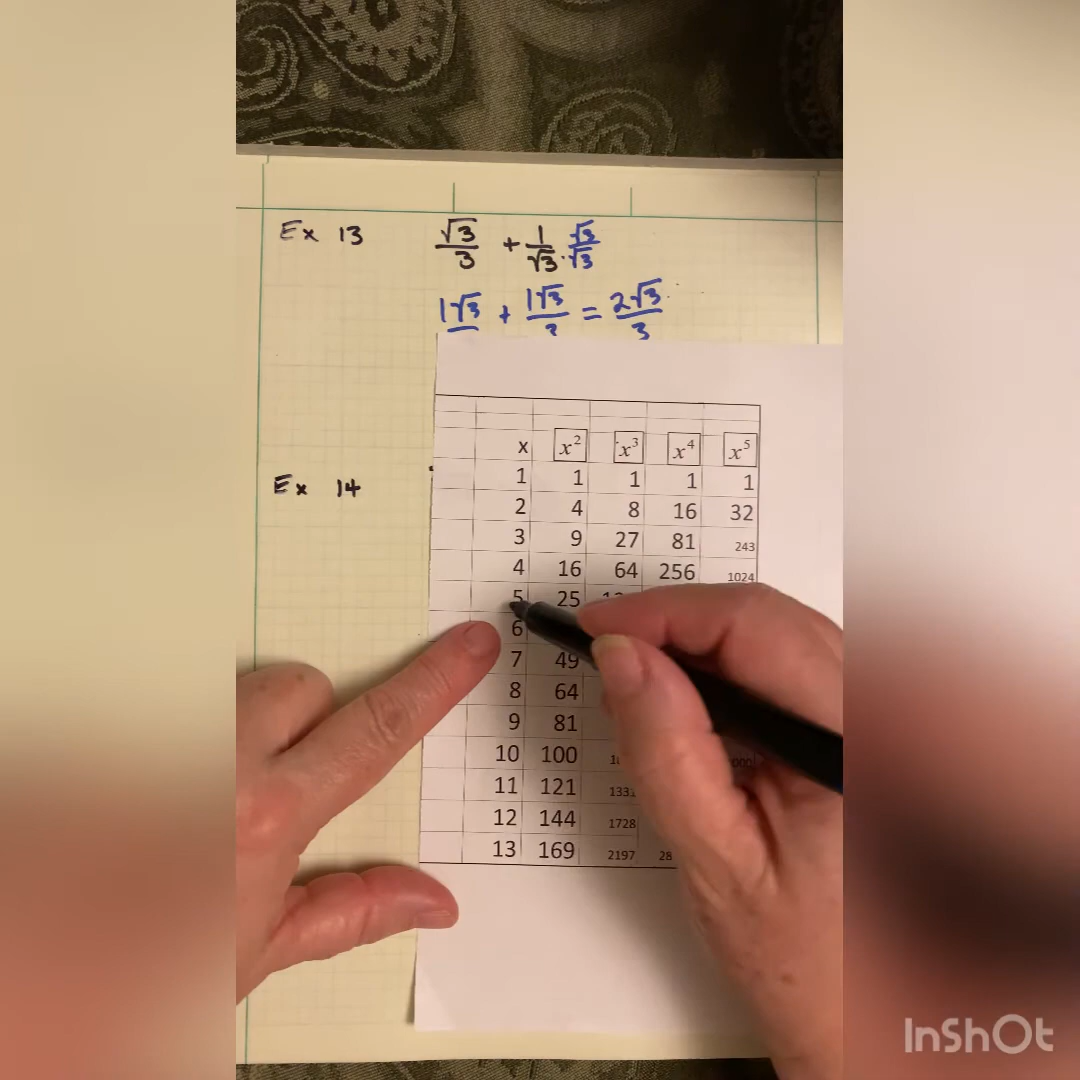 Ex 13 √3/3 + 1/√3 · √3/√3
1√3 + 1√3/3 = 2√3/3
x x² x³ x⁴ x⁵
1 1 1 1 1
2 4 8 16 32
3 9 27 81 243
Ex 14
4 16 64 256 1024
5 25
6
7 49
8 64
9 81
10 100
11 121 1331
12 144 1728
13 169 2197 28
InShOt